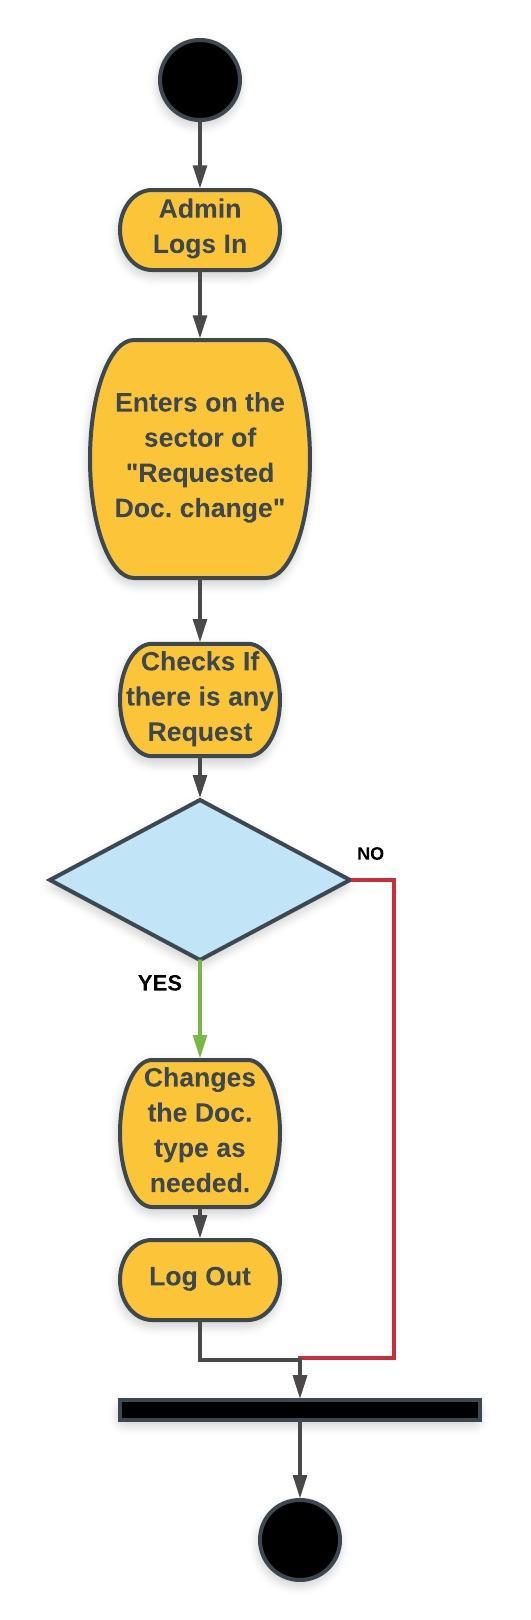 Admin
Logs In
Enters on the
sector of
"Requested
Doc. change"
Checks If
there is any
Request
NO
YES
Changes
the Doc.
type as
needed.
Log Out